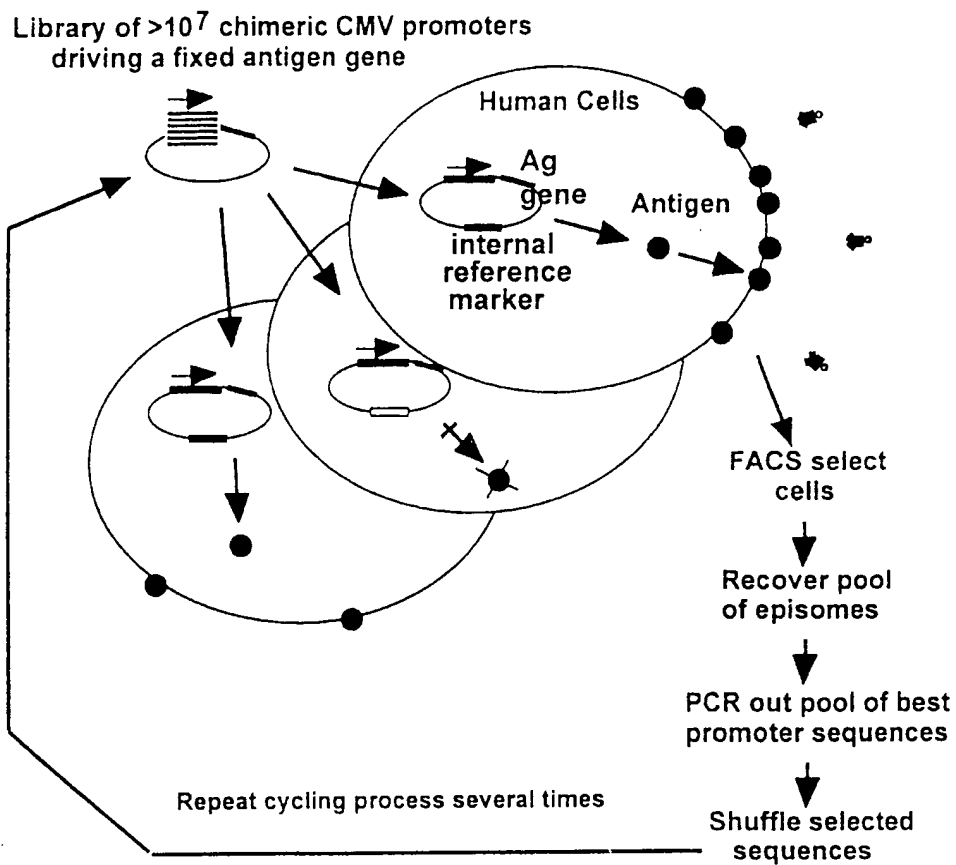 Library of >10⁷ chimeric CMV promoters
driving a fixed antigen gene
Human Cells
Ag
gene
Antigen
internal
reference
marker
FACS select
cells
Recover pool
of episomes
PCR out pool of best
promoter sequences
Shuffle selected
sequences
Repeat cycling process several times